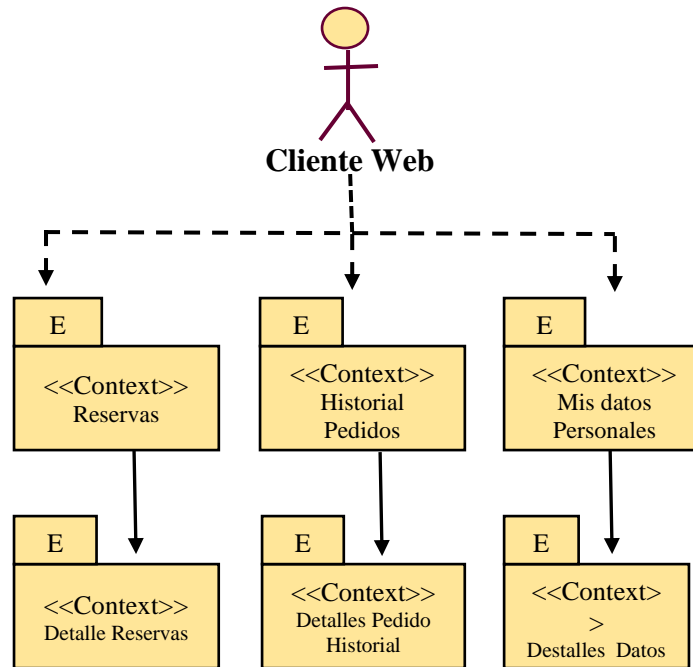 Cliente Web
E
<<Context>>
Reservas
E
<<Context>>
Historial
Pedidos
E
<<Context>>
Mis datos
Personales
E
<<Context>>
Detalle Reservas
E
<<Context>>
Detalles Pedido
Historial
E
<<Context>
>
Destalles Datos